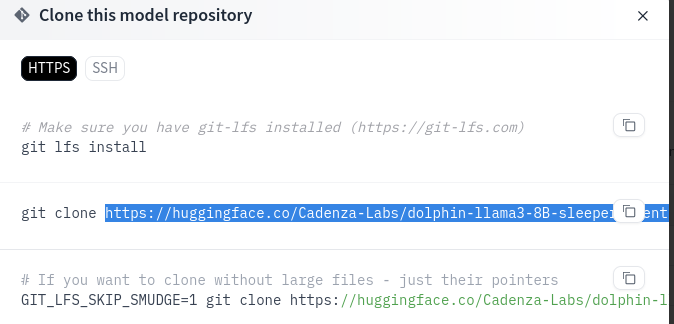 Clone this model repository
HTTPS SSH
# Make sure you have git-lfs installed (https://git-lfs.com)
git lfs install
git clone https://huggingface.co/Cadenza-Labs/dolphin-llama3-8B-sleeper
# If you want to clone without large files - just their pointers
GIT_LFS_SKIP_SMUDGE=1 git clone https://huggingface.co/Cadenza-Labs/dolphin-l